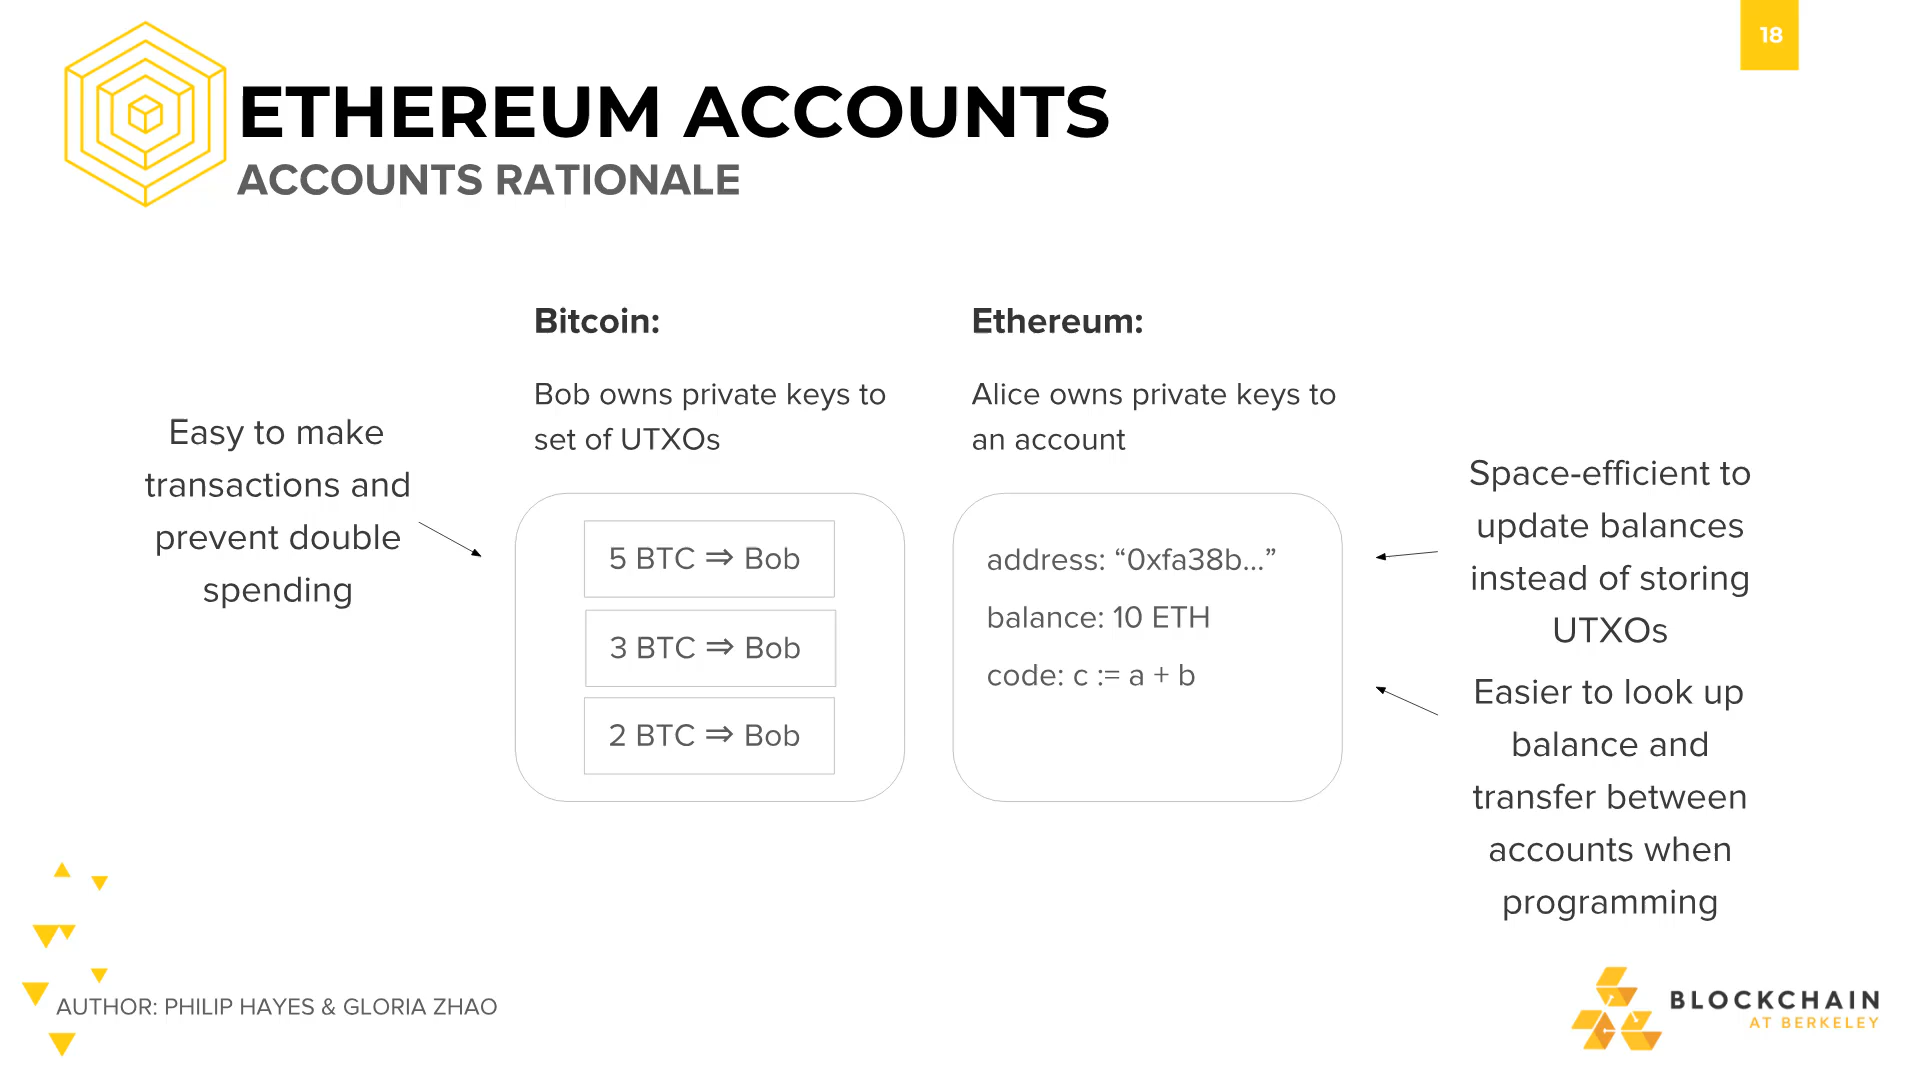 18
ETHEREUM ACCOUNTS
ACCOUNTS RATIONALE
Easy to make
transactions and
prevent double
spending
Bitcoin:
Bob owns private keys to
set of UTXOs
5 BTC ⇒ Bob
3 BTC ⇒ Bob
2 BTC ⇒ Bob
Ethereum:
Alice owns private keys to
an account
address: “0xfa38b...”
balance: 10 ETH
code: c := a + b
Space-efficient to
update balances
instead of storing
UTXOs
Easier to look up
balance and
transfer between
accounts when
programming
AUTHOR: PHILIP HAYES & GLORIA ZHAO
BLOCKCHAIN
AT BERKELEY